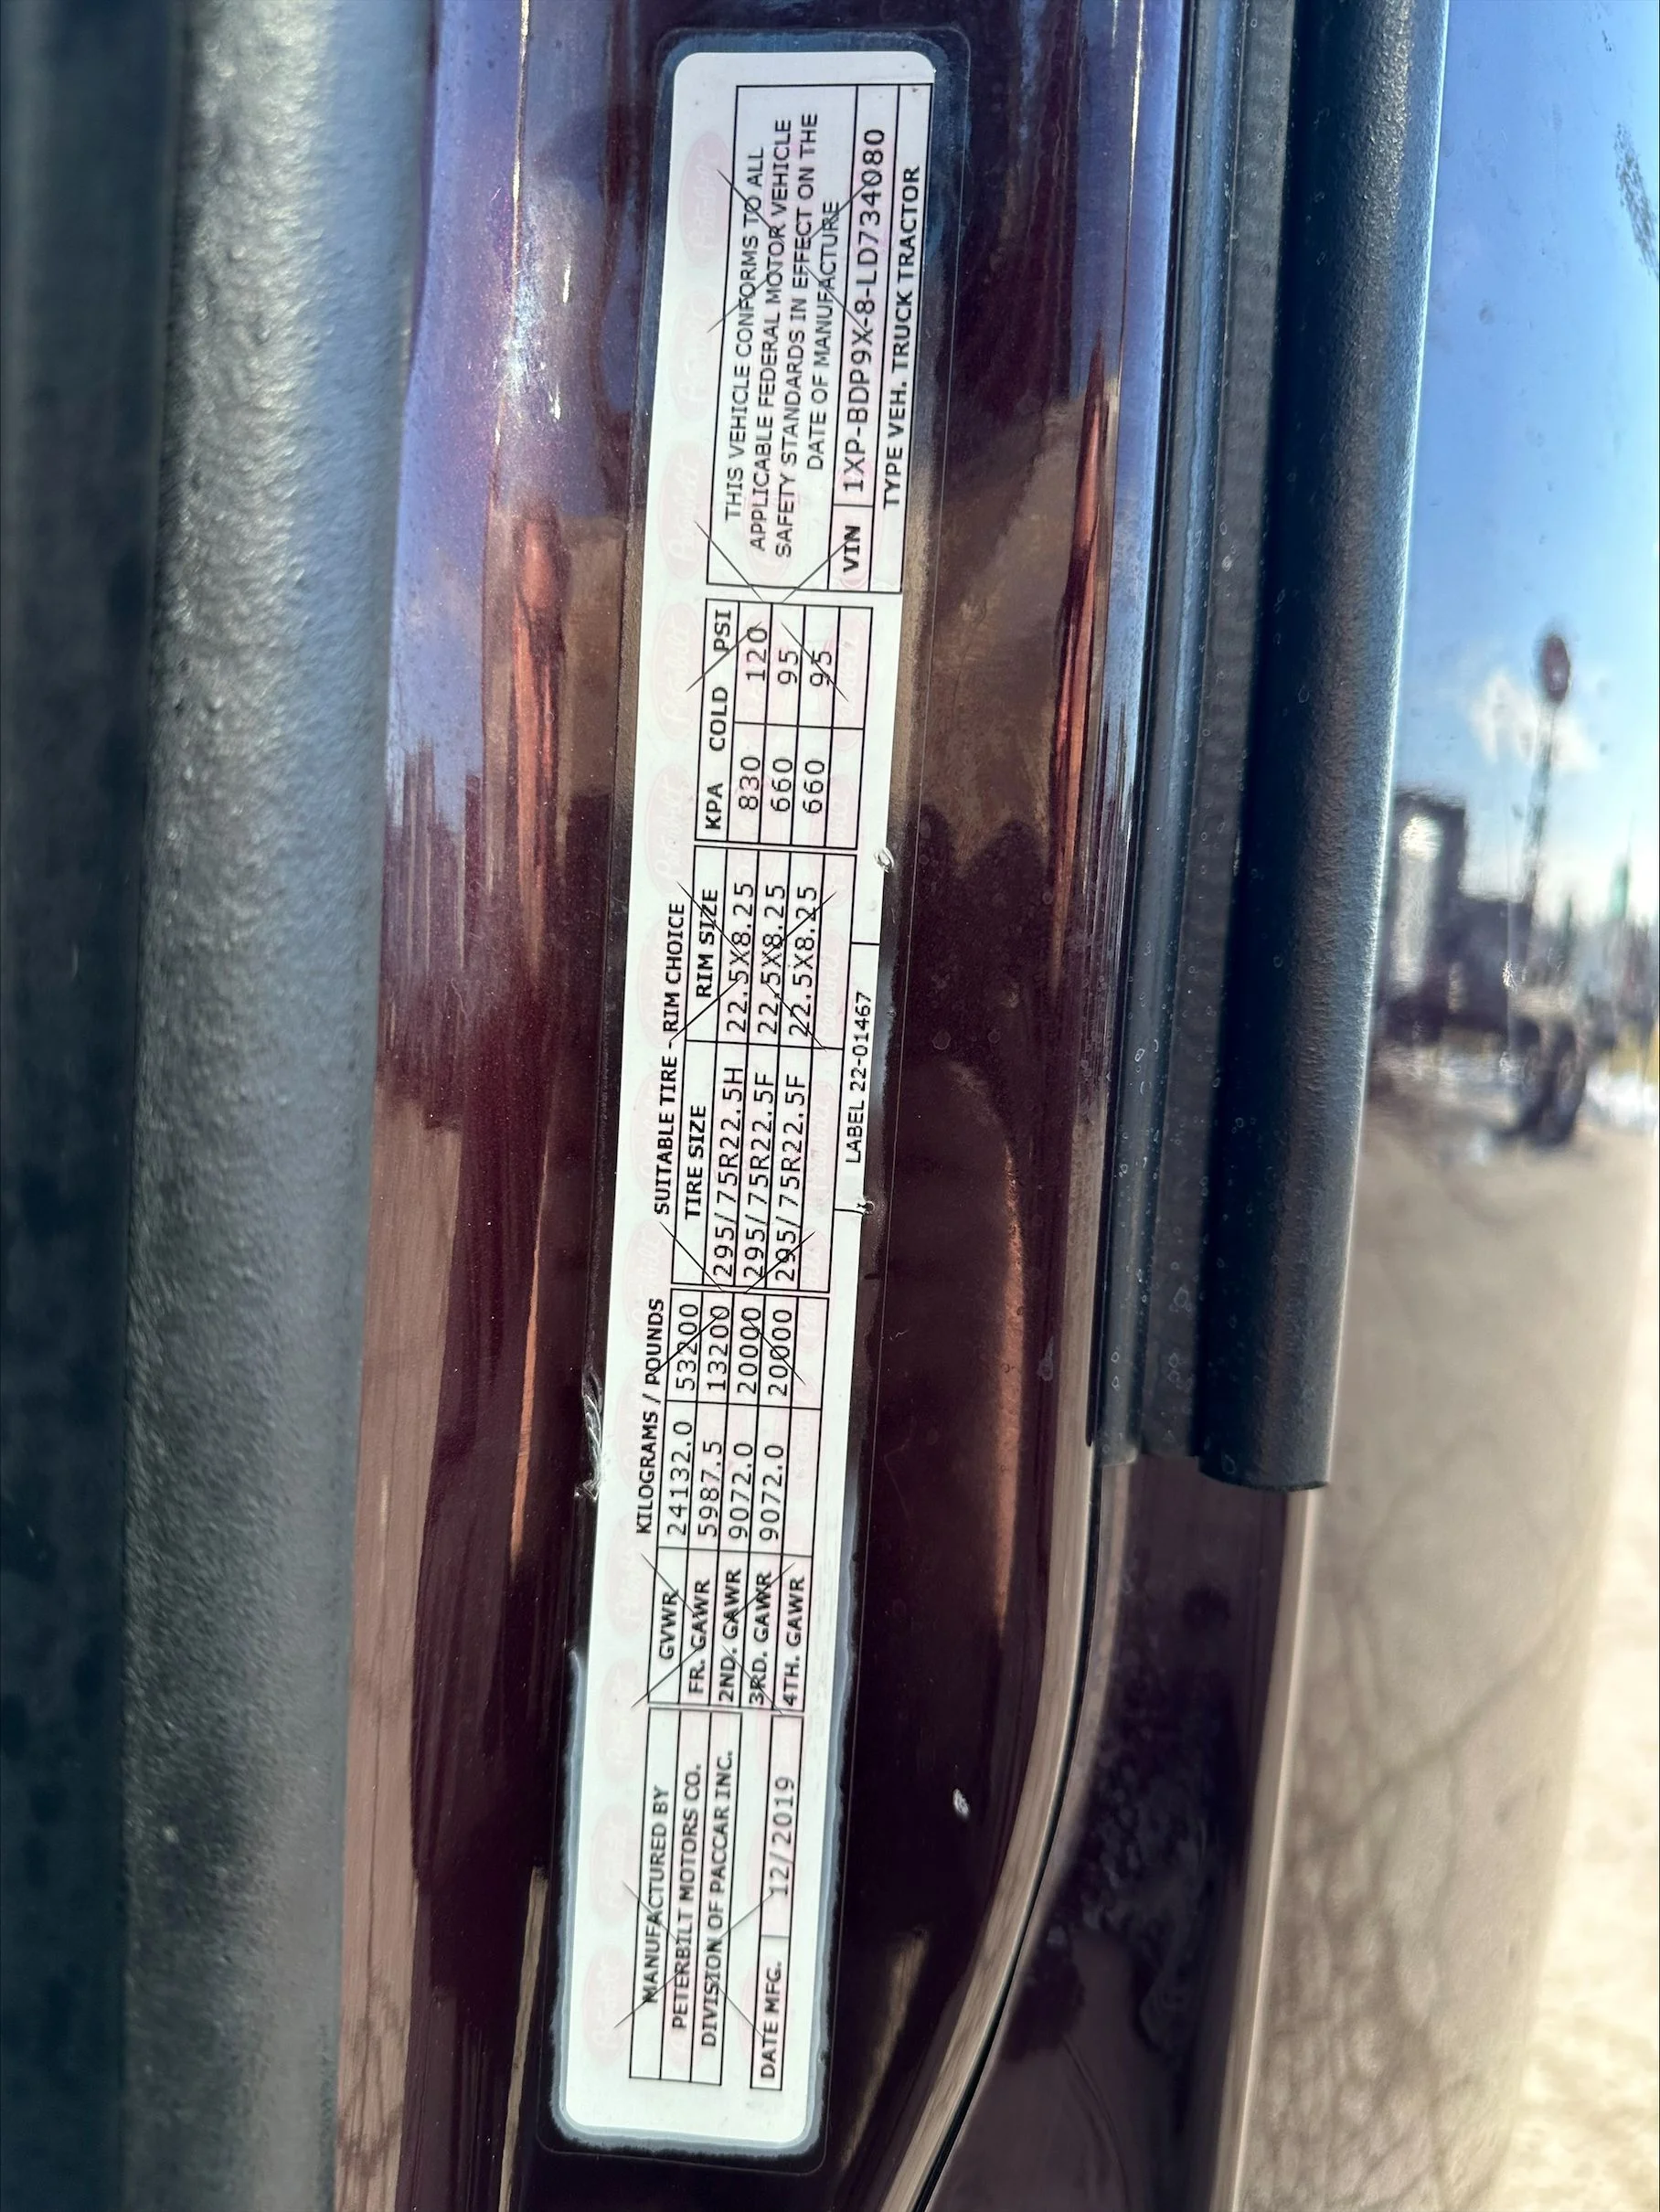 MANUFACTURED BY
PETERBILT MOTORS CO.
DIVISION OF PACCAR INC.
DATE MFG. 12/2019
KILOGRAMS / POUNDS
GVWR 24132.0 53200
FR. GAWR 5987.5 13200
2ND. GAWR 9072.0 20000
3RD. GAWR 9072.0 20000
4TH. GAWR
SUITABLE TIRE - RIM CHOICE
TIRE SIZE RIM SIZE KPA COLD PSI
295/75R22.5H 22.5X8.25 830 120
295/75R22.5F 22.5X8.25 660 95
295/75R22.5F 22.5X8.25 660 95
LABEL 22-01467
THIS VEHICLE CONFORMS TO ALL
APPLICABLE FEDERAL MOTOR VEHICLE
SAFETY STANDARDS IN EFFECT ON THE
DATE OF MANUFACTURE
VIN 1XP-BDP9X-8-LD734080
TYPE VEH. TRUCK TRACTOR